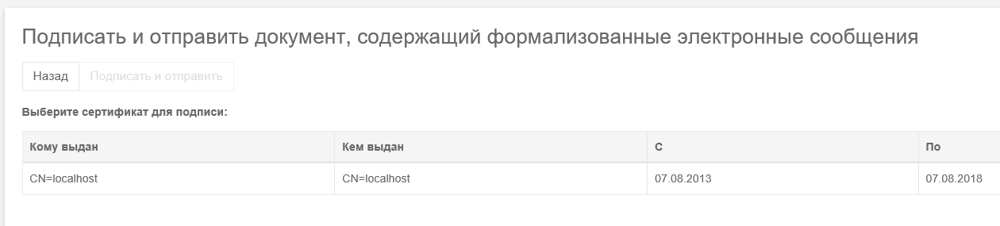 Подписать и отправить документ, содержащий формализованные электронные сообщения
Назад Подписать и отправить
Выберите сертификат для подписи:
Кому выдан Кем выдан С По
CN=localhost CN=localhost 07.08.2013 07.08.2018